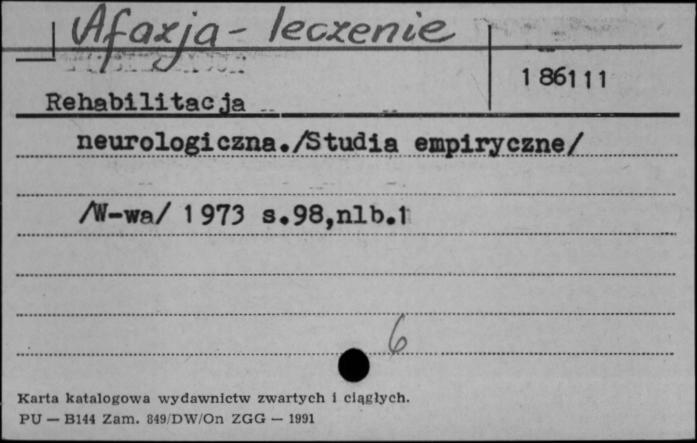 Afazja - leczenie
186111
Rehabilitacja
neurologiczna./Studia empiryczne/
/W-wa/ 1973 s.98,nlb.1
6
Karta katalogowa wydawnictw zwartych i ciągłych.
PU — B144 Zam. 849/DW/On ZGG — 1991